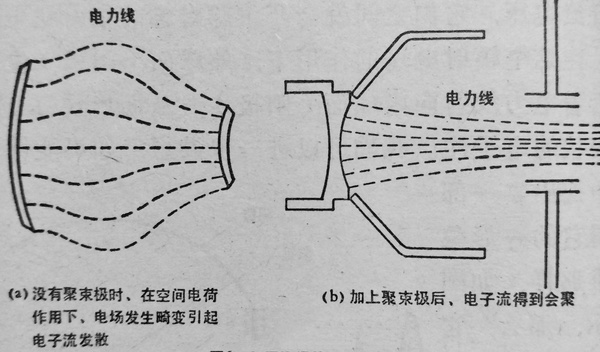 电力线
电力线
(a) 没有聚束极时、在空间电荷
作用下、电场发生畸变引起
电子流发散
(b) 加上聚束极后、电子流得到会聚